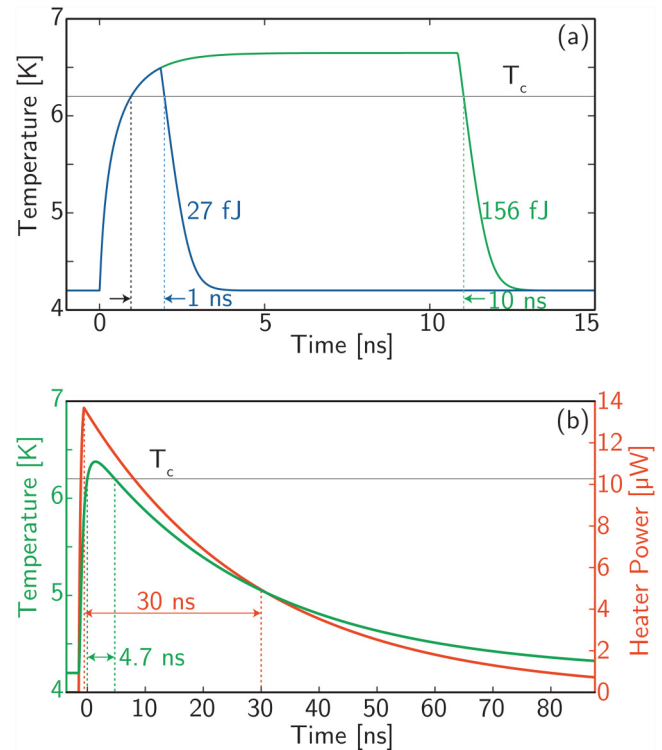 7
(a)
T_c
6
Temperature [K]
5
27 fJ
156 fJ
1 ns
10 ns
4
0
5
10
15
Time [ns]
7
14
(b)
12
T_c
10
6
8
Temperature [K]
Heater Power [µW]
6
5
30 ns
4
4.7 ns
2
4
0
0
10
20
30
40
50
60
70
80
Time [ns]